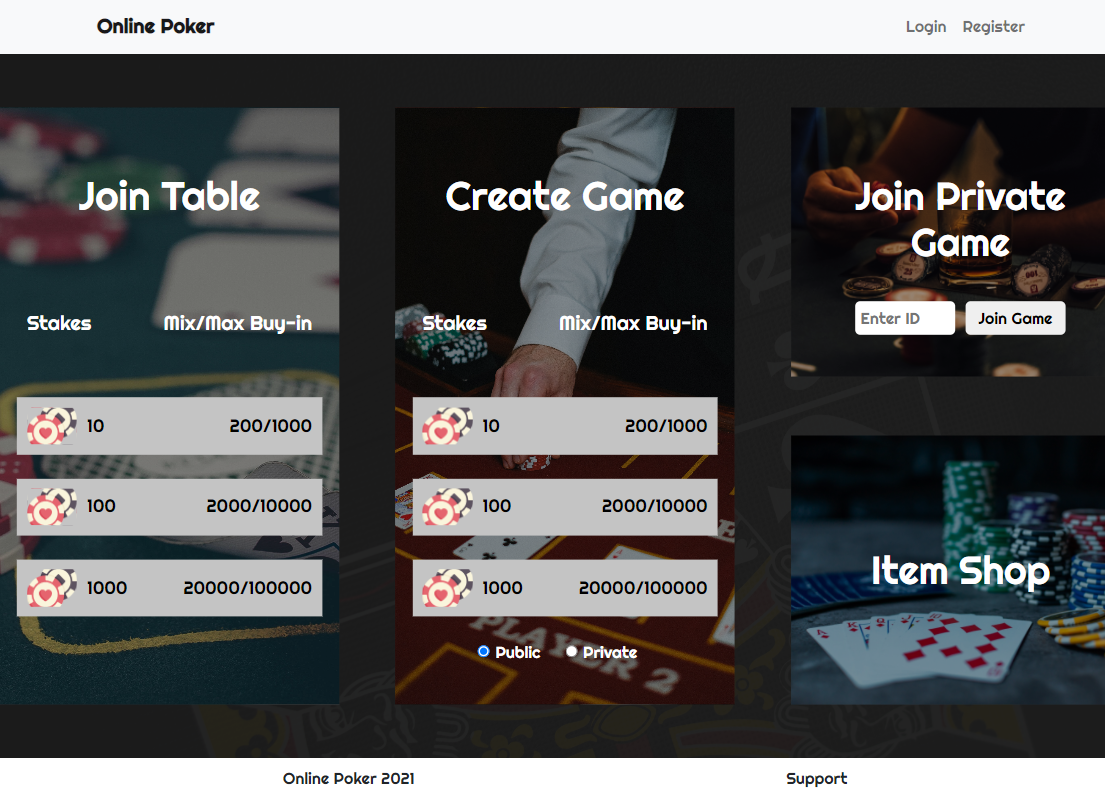 Online Poker
Login Register
Join Table
Stakes Mix/Max Buy-in
10 200/1000
100 2000/10000
1000 20000/100000
Create Game
Stakes Mix/Max Buy-in
10 200/1000
100 2000/10000
1000 20000/100000
PLAYER 2
Public Private
Join Private
Game
Enter ID Join Game
Item Shop
Online Poker 2021 Support